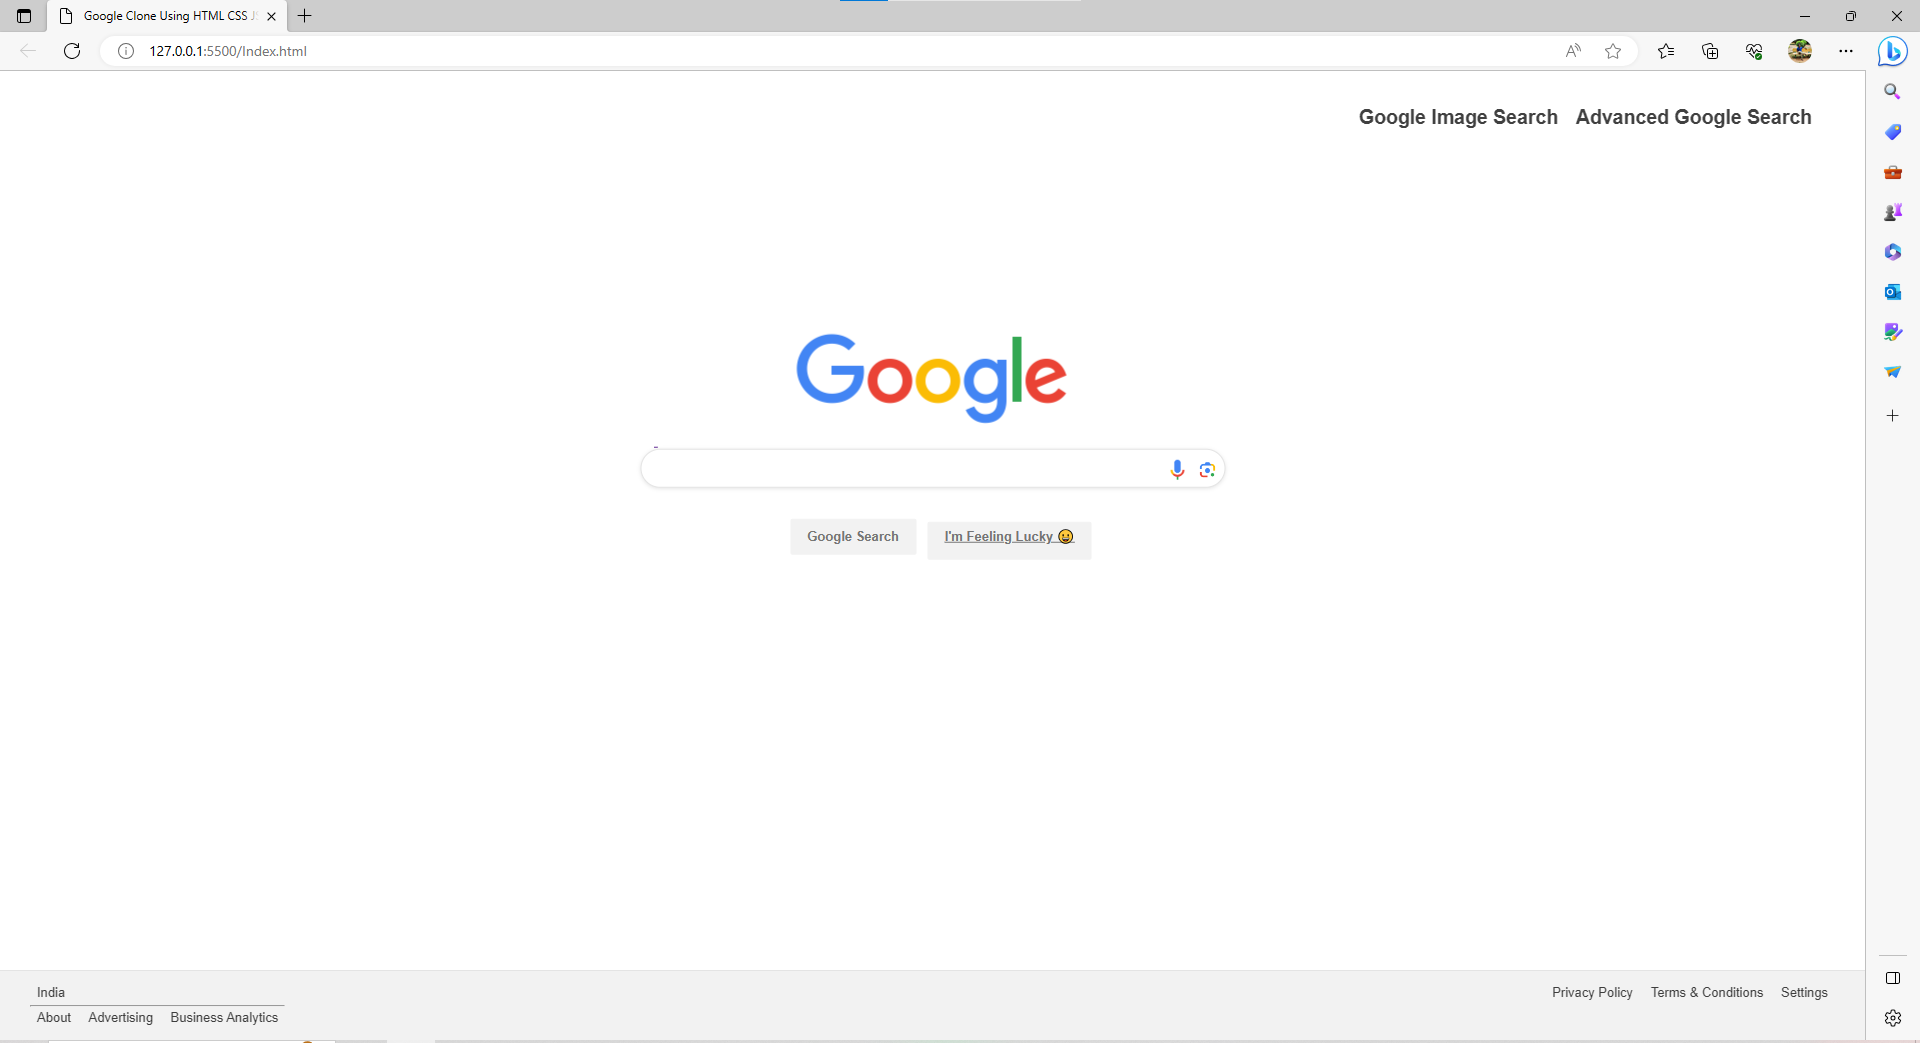 Google Clone Using HTML CSS JS
127.0.0.1:5500/Index.html
Google Image Search Advanced Google Search
Google
Google Search I'm Feeling Lucky 😀
India
About Advertising Business Analytics
Privacy Policy Terms & Conditions Settings